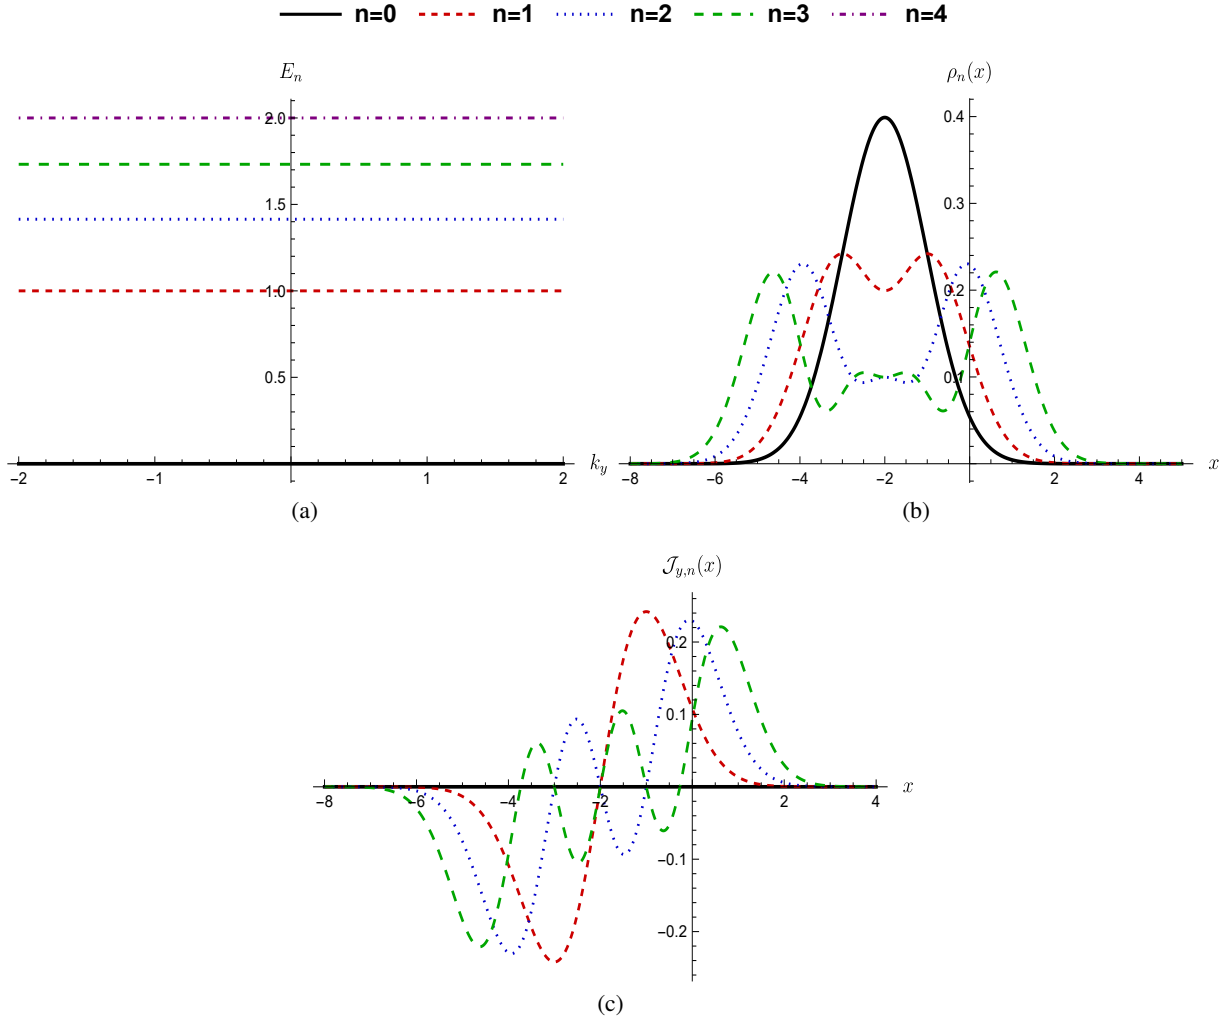 n=0 n=1 n=2 n=3 n=4
E_n
2.0
1.5
1.0
0.5
−2 −1 0 1 2 k_y
(a)
ρ_n(x)
0.4
0.3
0.2
0.1
−8 −6 −4 −2 2 4 x
(b)
𝒥_{y,n}(x)
0.2
0.1
−8 −6 −4 −2 2 4 x
−0.1
−0.2
(c)